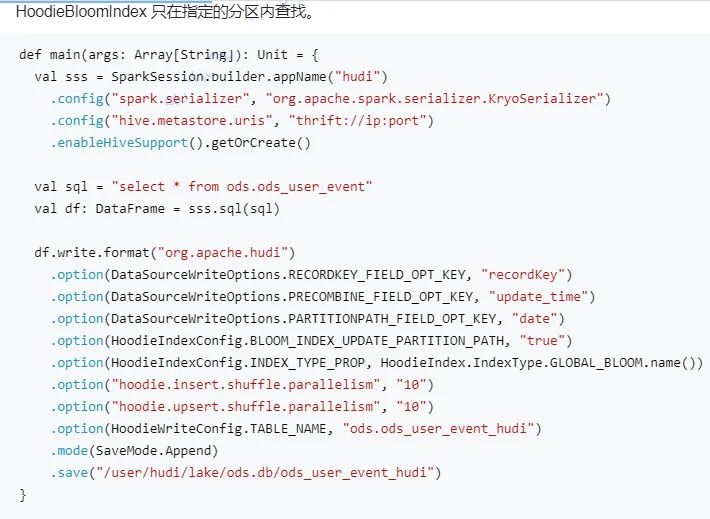 HoodieBloomIndex 只在指定的分区内查找。
def main(args: Array[String]): Unit = {
  val sss = SparkSession.builder.appName("hudi")
    .config("spark.serializer", "org.apache.spark.serializer.KryoSerializer")
    .config("hive.metastore.uris", "thrift://ip:port")
    .enableHiveSupport().getOrCreate()
  val sql = "select * from ods.ods_user_event"
  val df: DataFrame = sss.sql(sql)
  df.write.format("org.apache.hudi")
    .option(DataSourceWriteOptions.RECORDKEY_FIELD_OPT_KEY, "recordKey")
    .option(DataSourceWriteOptions.PRECOMBINE_FIELD_OPT_KEY, "update_time")
    .option(DataSourceWriteOptions.PARTITIONPATH_FIELD_OPT_KEY, "date")
    .option(HoodieIndexConfig.BLOOM_INDEX_UPDATE_PARTITION_PATH, "true")
    .option(HoodieIndexConfig.INDEX_TYPE_PROP, HoodieIndex.IndexType.GLOBAL_BLOOM.name())
    .option("hoodie.insert.shuffle.parallelism", "10")
    .option("hoodie.upsert.shuffle.parallelism", "10")
    .option(HoodieWriteConfig.TABLE_NAME, "ods.ods_user_event_hudi")
    .mode(SaveMode.Append)
    .save("/user/hudi/lake/ods.db/ods_user_event_hudi")
}